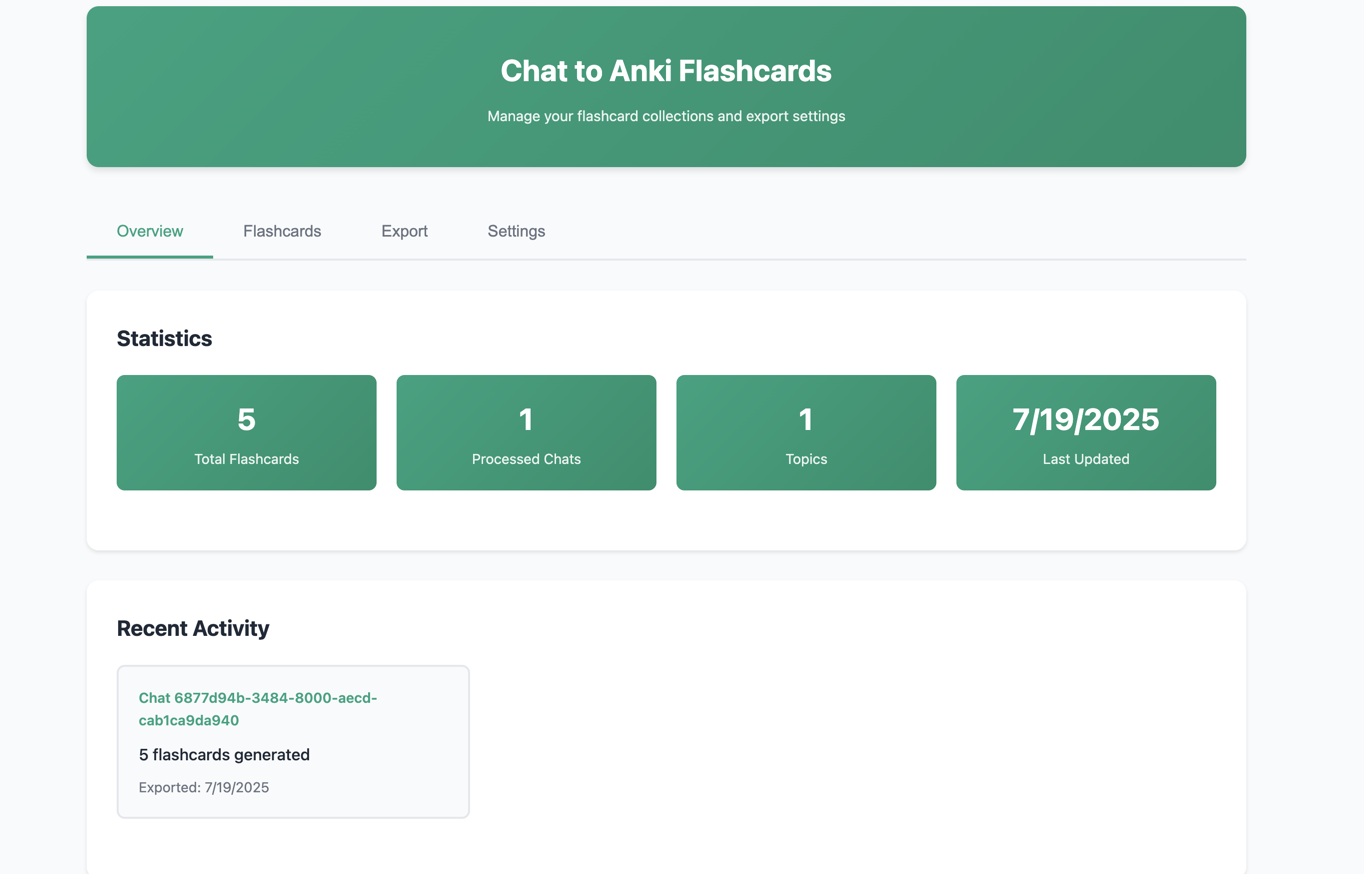 Chat to Anki Flashcards
Manage your flashcard collections and export settings
Overview
Flashcards
Export
Settings
Statistics
5
Total Flashcards
1
Processed Chats
1
Topics
7/19/2025
Last Updated
Recent Activity
Chat 6877d94b-3484-8000-aecd-
cab1ca9da940
5 flashcards generated
Exported: 7/19/2025